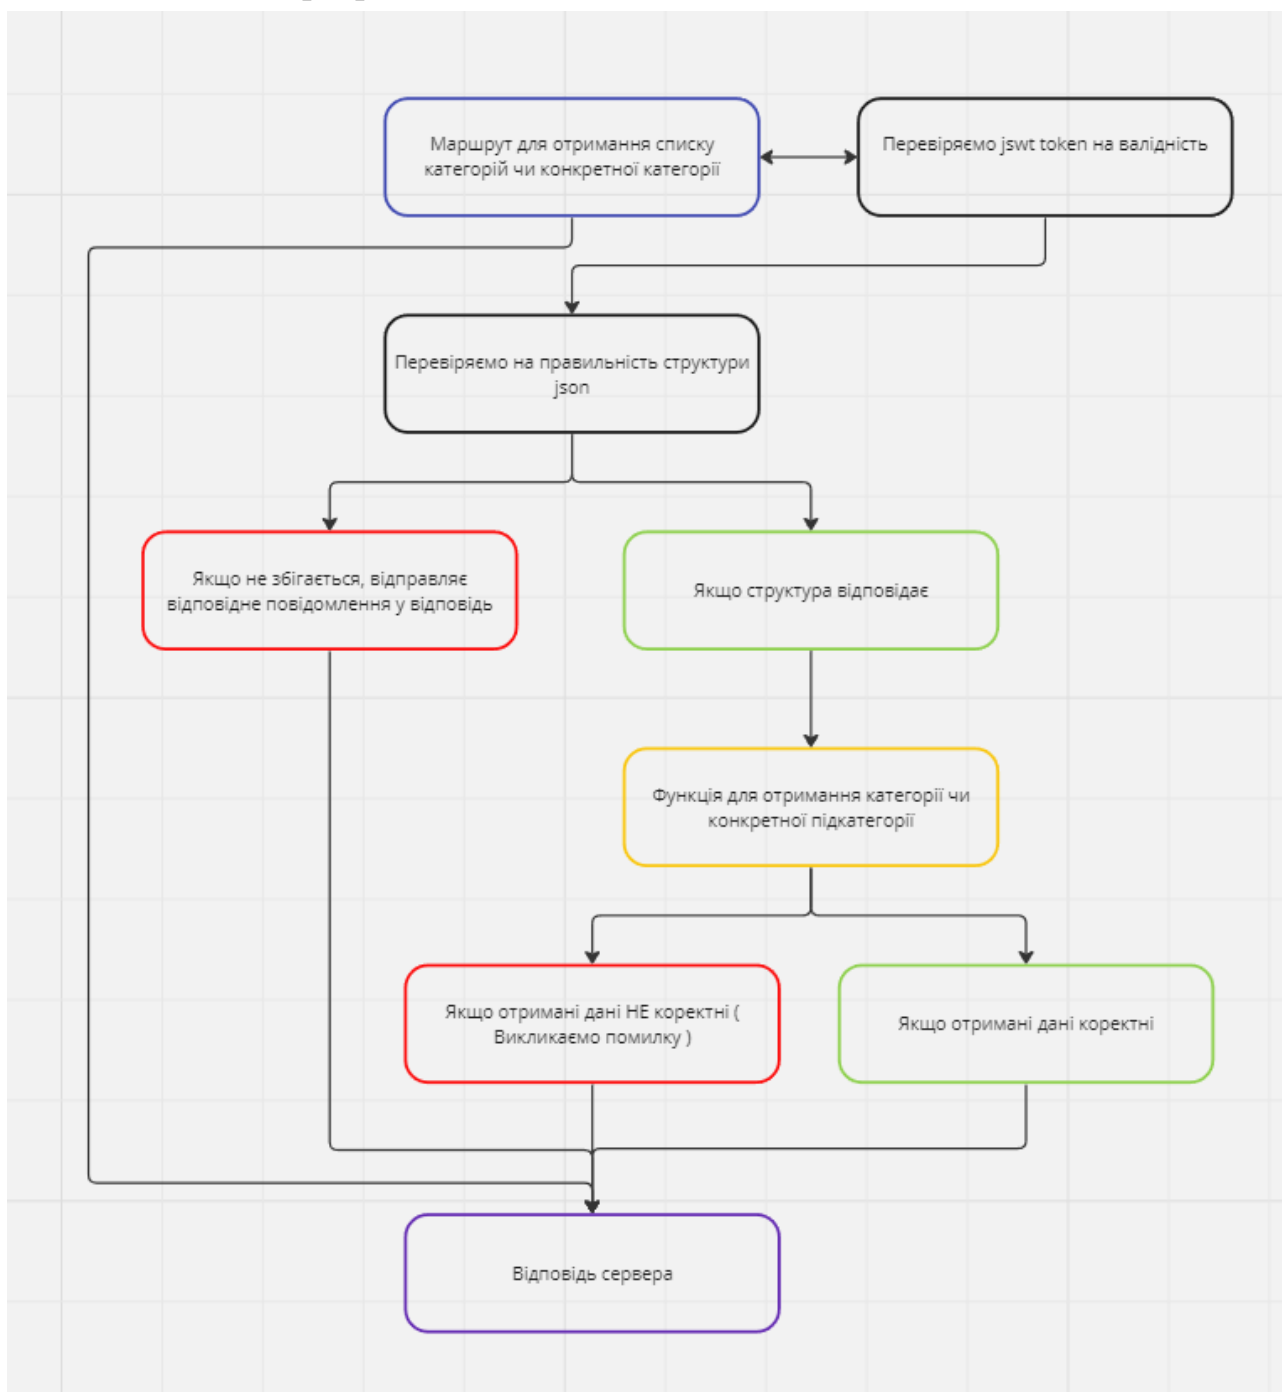 Маршрут для отримання списку
категорій чи конкретної категорії
Перевіряємо jswt token на валідність
Перевіряємо на правильність структури
json
Якщо не збігається, відправляє
відповідне повідомлення у відповідь
Якщо структура відповідає
Функція для отримання категорії чи
конкретної підкатегорії
Якщо отримані дані НЕ коректні (
Викликаємо помилку )
Якщо отримані дані коректні
Відповідь сервера